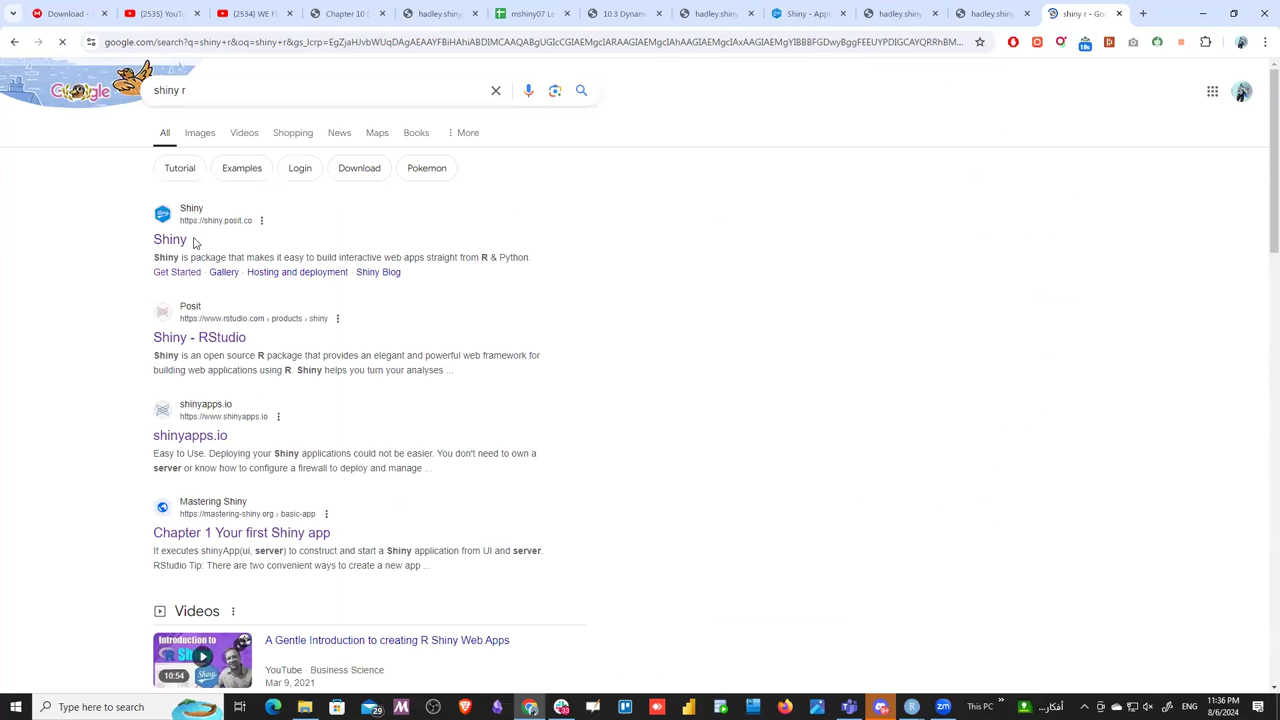 Downloa
(2535) YouTu
(2534) WE Fi
Chapter 10 D
hadley.shiny
mshiny07 Le
10.3 Dynam
hadley.shiny
Shiny - App
hadley.shiny
hadley.shiny
shiny r - Goo
google.com/search?q=shiny+r&oq=shiny+r&gs_lcrp=
Google
shiny r
All
Images
Videos
Shopping
News
Maps
Books
More
Tutorial
Examples
Login
Download
Pokemon
Shiny
https://shiny.posit.co
Shiny
Shiny is package that makes it easy to build interactive web apps straight from R & Python.
Get Started · Gallery · Hosting and deployment · Shiny Blog
Posit
https://www.rstudio.com › products › shiny
Shiny - RStudio
Shiny is an open source R package that provides an elegant and powerful web framework for
building web applications using R. Shiny helps you turn your analyses ...
shinyapps.io
https://www.shinyapps.io
shinyapps.io
Easy to Use. Deploying your Shiny applications could not be easier. You don't need to own a
server or know how to configure a firewall to deploy and manage ...
Mastering Shiny
https://mastering-shiny.org › basic-app
Chapter 1 Your first Shiny app
It executes shinyApp(ui, server) to construct and start a Shiny application from UI and server.
RStudio Tip: There are two convenient ways to create a new app ...
Videos
Introduction to
10:54
A Gentle Introduction to creating R Shiny Web Apps
YouTube · Business Science
Mar 9, 2021
Type here to search
29
This PC
11:36 PM
8/6/2024